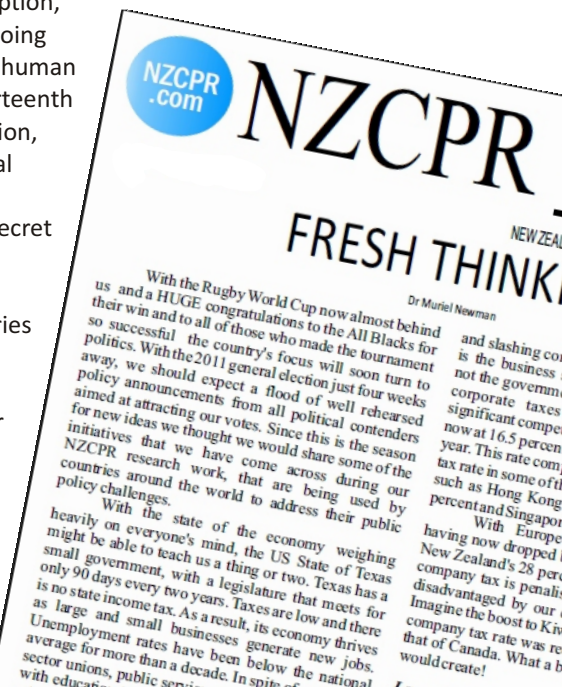 ption,
oing
human
rteenth
ion,
al
ecret
ries
r
NZCPR
.com
NZCPR
NEW ZEAL
FRESH THINK
Dr Muriel Newman
With the Rugby World Cup now almost behind
us and a HUGE congratulations to the All Blacks for
their win and to all of those who made the tournament
so successful the country's focus will soon turn to
politics. With the 2011 general election just four weeks
away, we should expect a flood of well rehearsed
policy announcements from all political contenders
aimed at attracting our votes. Since this is the season
for new ideas we thought we would share some of the
initiatives that we have come across during our
NZCPR research work, that are being used by
countries around the world to address their public
policy challenges.
With the state of the economy weighing
heavily on everyone's mind, the US State of Texas
might be able to teach us a thing or two. Texas has a
small government, with a legislature that meets for
only 90 days every two years. Taxes are low and there
is no state income tax. As a result, its economy thrives
as large and small businesses generate new jobs.
Unemployment rates have been below the national
average for more than a decade. In spite of
sector unions, public servi
with educati
and slashing co
is the business
not the governm
corporate taxes
significant compe
now at 16.5 percen
year. This rate comp
tax rate in some of th
such as Hong Kong
percent and Singapor
With Europe
having now dropped
New Zealand's 28 perc
company tax is penalis
disadvantaged by our
Imagine the boost to Kiw
company tax rate was re
that of Canada. What a b
would create!